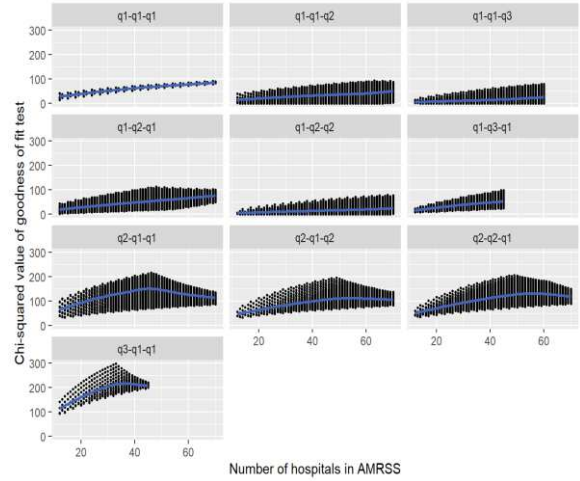 q1-q1-q1 q1-q1-q2 q1-q1-q3
300
200
100
0
q1-q2-q1 q1-q2-q2 q1-q3-q1
300
200
100
0
q2-q1-q1 q2-q1-q2 q2-q2-q1
300
200
100
0
20 40 60 20 40 60
q3-q1-q1
300
200
100
0
20 40 60
Chi-squared value of goodness of fit test
Number of hospitals in AMRSS